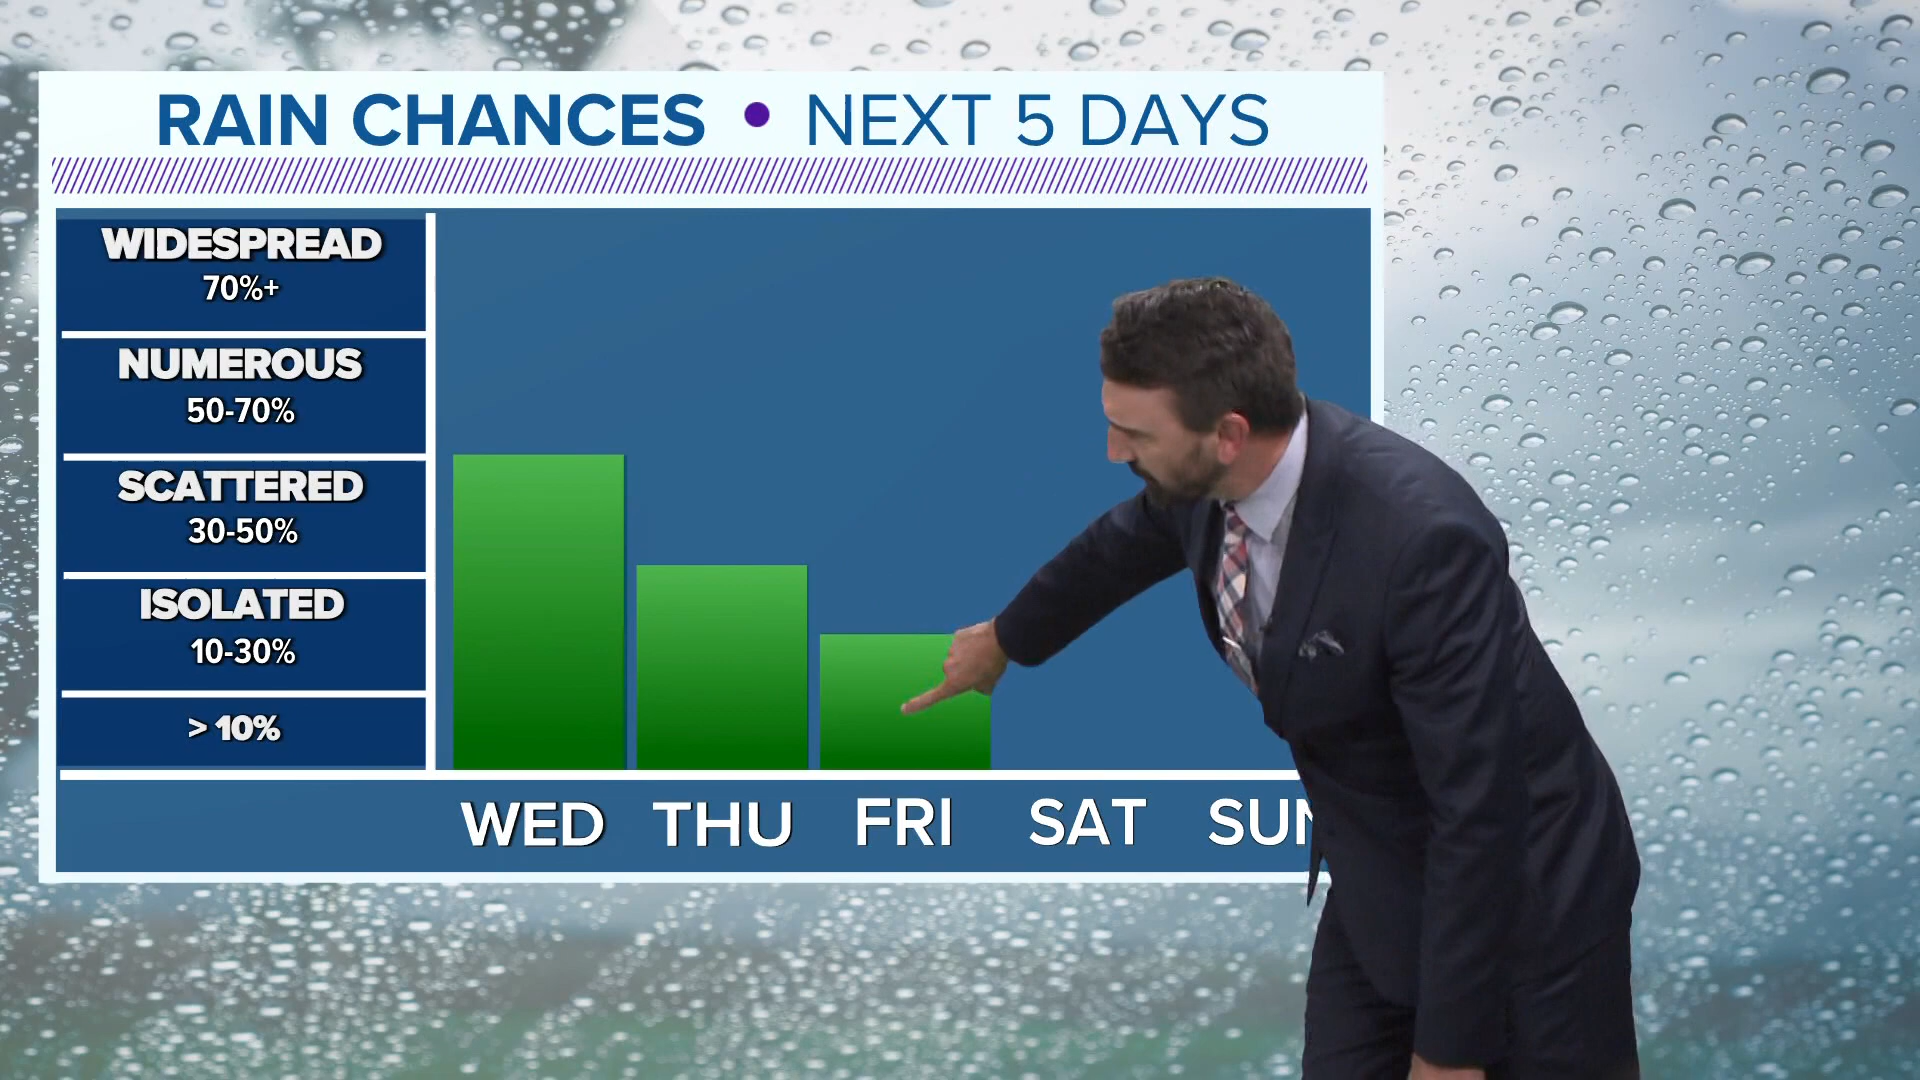 RAIN CHANCES • NEXT 5 DAYS
WIDESPREAD
70%+
NUMEROUS
50-70%
SCATTERED
30-50%
ISOLATED
10-30%
> 10%
WED THU FRI SAT SUN